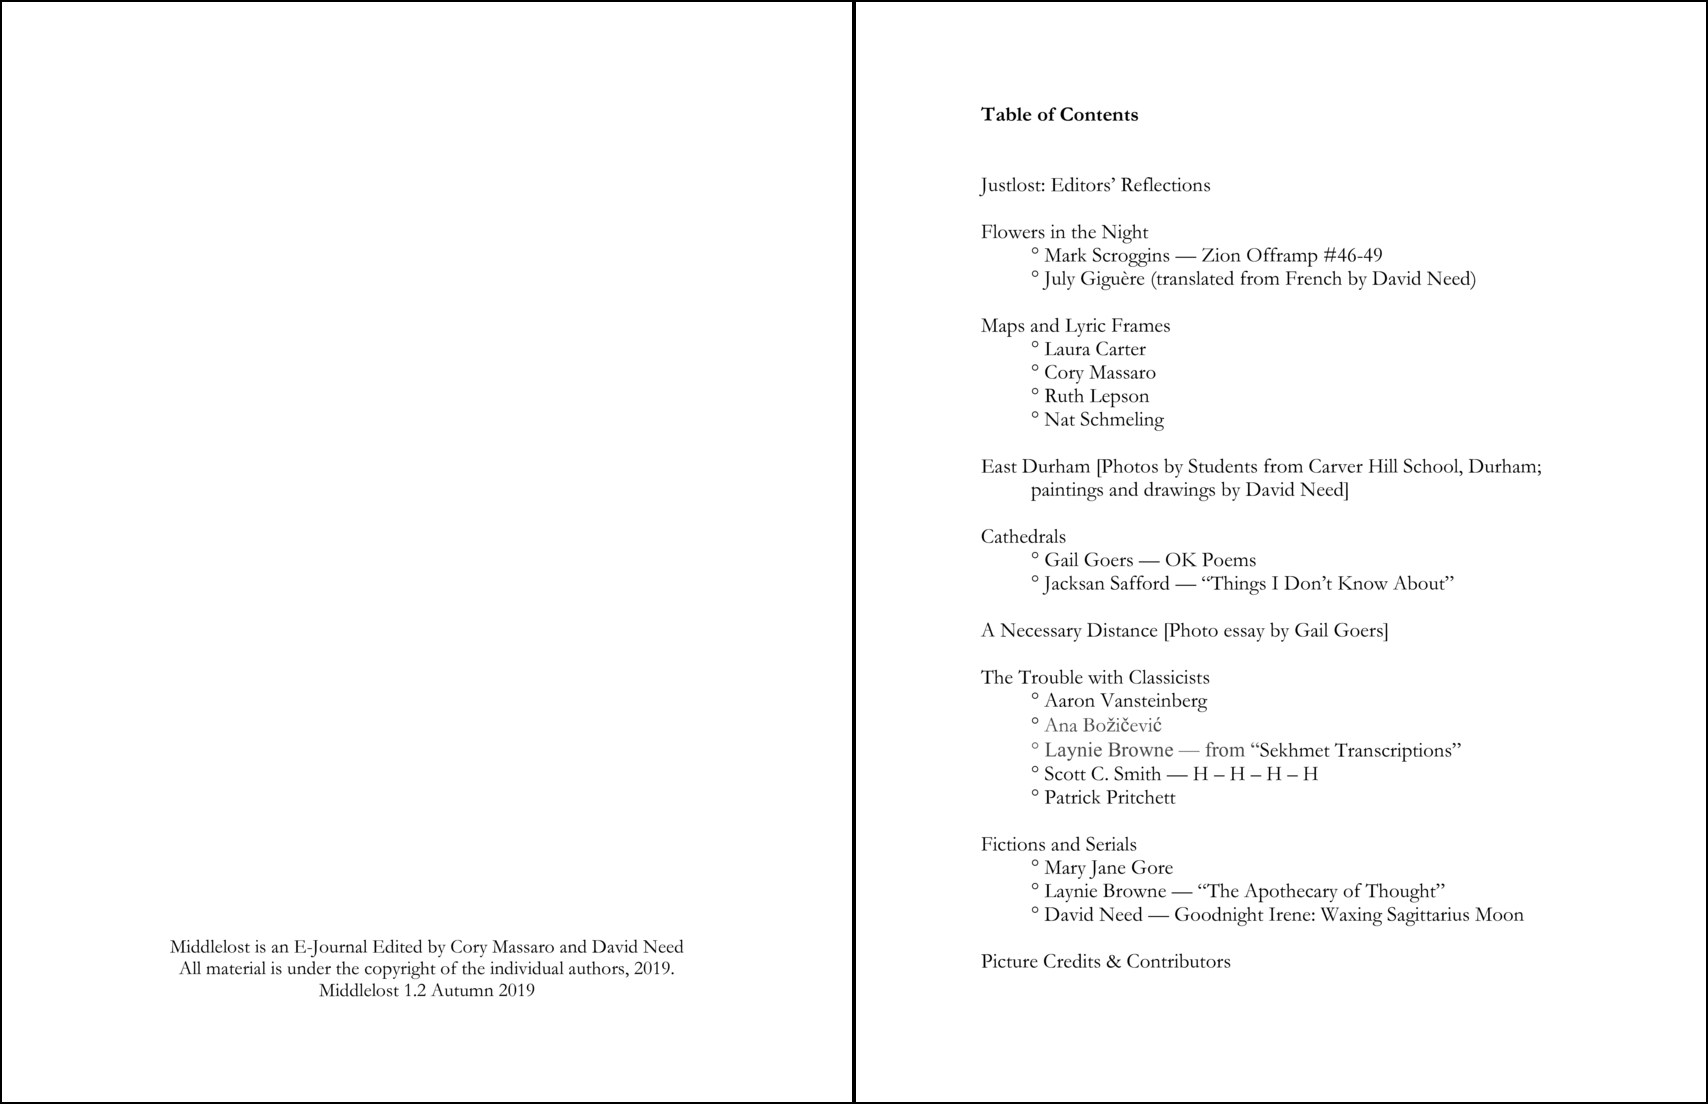 Middlelost is an E-Journal Edited by Cory Massaro and David Need
All material is under the copyright of the individual authors, 2019.
Middlelost 1.2 Autumn 2019
Table of Contents
Justlost: Editors’ Reflections
Flowers in the Night
° Mark Scroggins — Zion Offramp #46-49
° July Giguère (translated from French by David Need)
Maps and Lyric Frames
° Laura Carter
° Cory Massaro
° Ruth Lepson
° Nat Schmeling
East Durham [Photos by Students from Carver Hill School, Durham;
paintings and drawings by David Need]
Cathedrals
° Gail Goers — OK Poems
° Jacksan Safford — “Things I Don’t Know About”
A Necessary Distance [Photo essay by Gail Goers]
The Trouble with Classicists
° Aaron Vansteinberg
° Ana Božičević
° Laynie Browne — from “Sekhmet Transcriptions”
° Scott C. Smith — H – H – H – H
° Patrick Pritchett
Fictions and Serials
° Mary Jane Gore
° Laynie Browne — “The Apothecary of Thought”
° David Need — Goodnight Irene: Waxing Sagittarius Moon
Picture Credits & Contributors